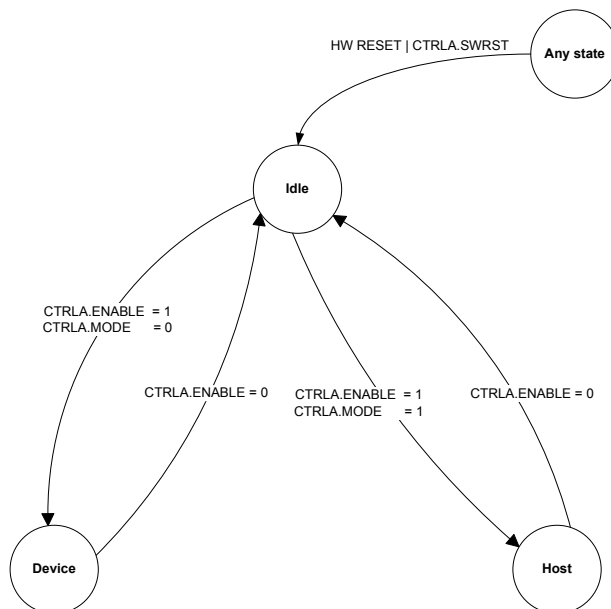 HW RESET | CTRLA.SWRST
Any state
Idle
CTRLA.ENABLE = 1
CTRLA.MODE = 0
CTRLA.ENABLE = 0
CTRLA.ENABLE = 1
CTRLA.MODE = 1
CTRLA.ENABLE = 0
Device
Host